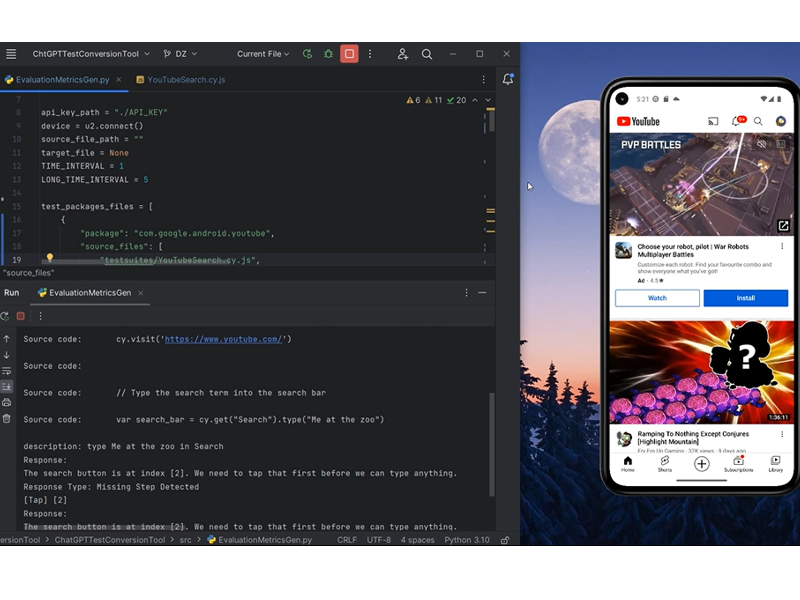 ChtGPTTestConversionTool
DZ
Current File
EvaluationMetricsGen.py
YouTubeSearch.cy.js
6 11 20
7
8 api_key_path = "./API_KEY"
9 device = u2.connect()
10 source_file_path = ""
11 target_file = None
12 TIME_INTERVAL = 1
13 LONG_TIME_INTERVAL = 5
14
15 test_packages_files = [
16 {
17 "package": "com.google.android.youtube",
18 "source_files": [
19 "testsuites/YouTubeSearch.cy.js",
"source_files"
Run EvaluationMetricsGen
Source code: cy.visit('https://www.youtube.com/')
Source code:
Source code: // Type the search term into the search bar
Source code: var search_bar = cy.get("Search").type("Me at the zoo")
description: type Me at the zoo in Search
Response:
The search button is at index [2]. We need to tap that first before we can type anything.
Response Type: Missing Step Detected
[Tap] [2]
Response:
The search button is at index [2]. We need to tap that first before we can type anything.
ersionTool > ChatGPTTestConversionTool > src > EvaluationMetricsGen.py
CRLF UTF-8 4 spaces Python 3.10
5:21
YouTube
9+
PVP BATTLES
Choose your robot, pilot | War Robots
Multiplayer Battles
Customize each robot. Find your favourite combo and
show everyone what you've got!
Ad · 4.5★
Watch
Install
?
1:36:11
Ramping To Nothing Except Conjures
[Highlight Mountain]
Fry Em Up Gaming · 32K views · 9 days ago
Home
Shorts
Subscriptions
Library